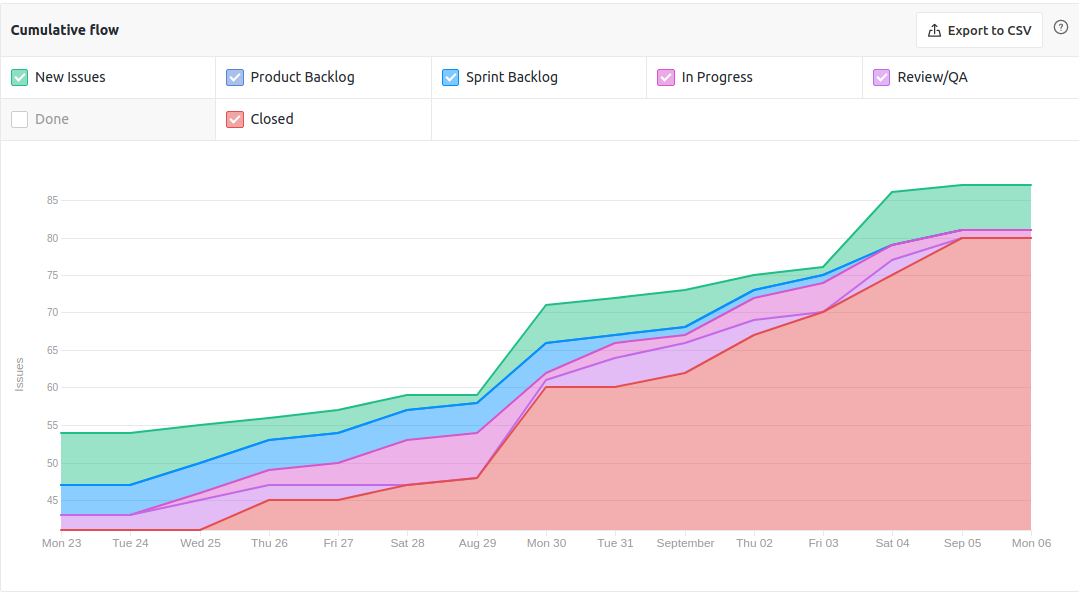 Cumulative flow
Export to CSV
?
New Issues
Product Backlog
Sprint Backlog
In Progress
Review/QA
Done
Closed
85
80
75
70
65
60
55
50
45
Issues
Mon 23 Tue 24 Wed 25 Thu 26 Fri 27 Sat 28 Aug 29 Mon 30 Tue 31 September Thu 02 Fri 03 Sat 04 Sep 05 Mon 06